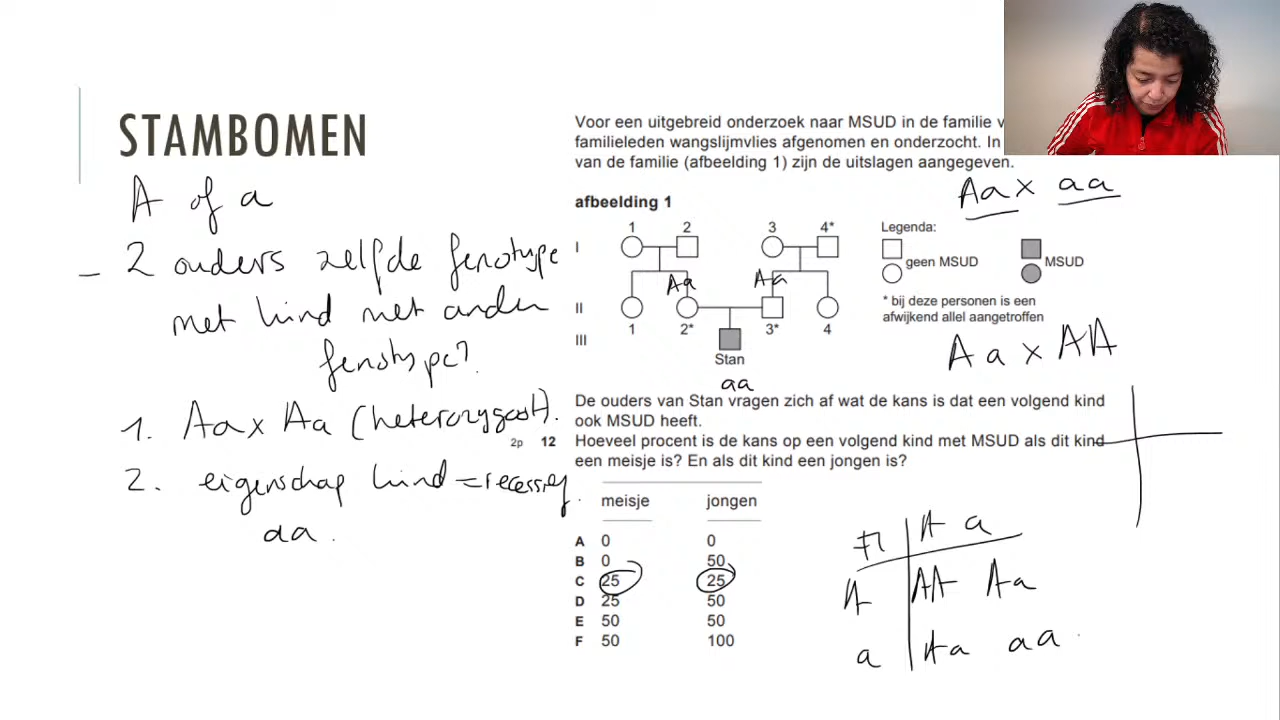 STAMBOMEN
A of a
- 2 ouders zelfde fenotype
met kind met ander
fenotype?
1. Aa x Aa (heterozygoot).
2. eigenschap kind = recessief.
aa.
Voor een uitgebreid onderzoek naar MSUD in de familie
familieleden wangslijmvlies afgenomen en onderzocht. In
van de familie (afbeelding 1) zijn de uitslagen aangegeven.
afbeelding 1
Aa x aa
1 2 3 4*
I
Legenda:
geen MSUD
MSUD
Aa Aa
II
1 2* 3* 4
* bij deze personen is een
afwijkend allel aangetroffen
III
Stan
aa
Aa x AA
De ouders van Stan vragen zich af wat de kans is dat een volgend kind
ook MSUD heeft.
2p 12 Hoeveel procent is de kans op een volgend kind met MSUD als dit kind
een meisje is? En als dit kind een jongen is?
meisje jongen
A 0 0
B 0 50
C 25 25
D 25 50
E 50 50
F 50 100
A a
A AA Aa
a Aa aa